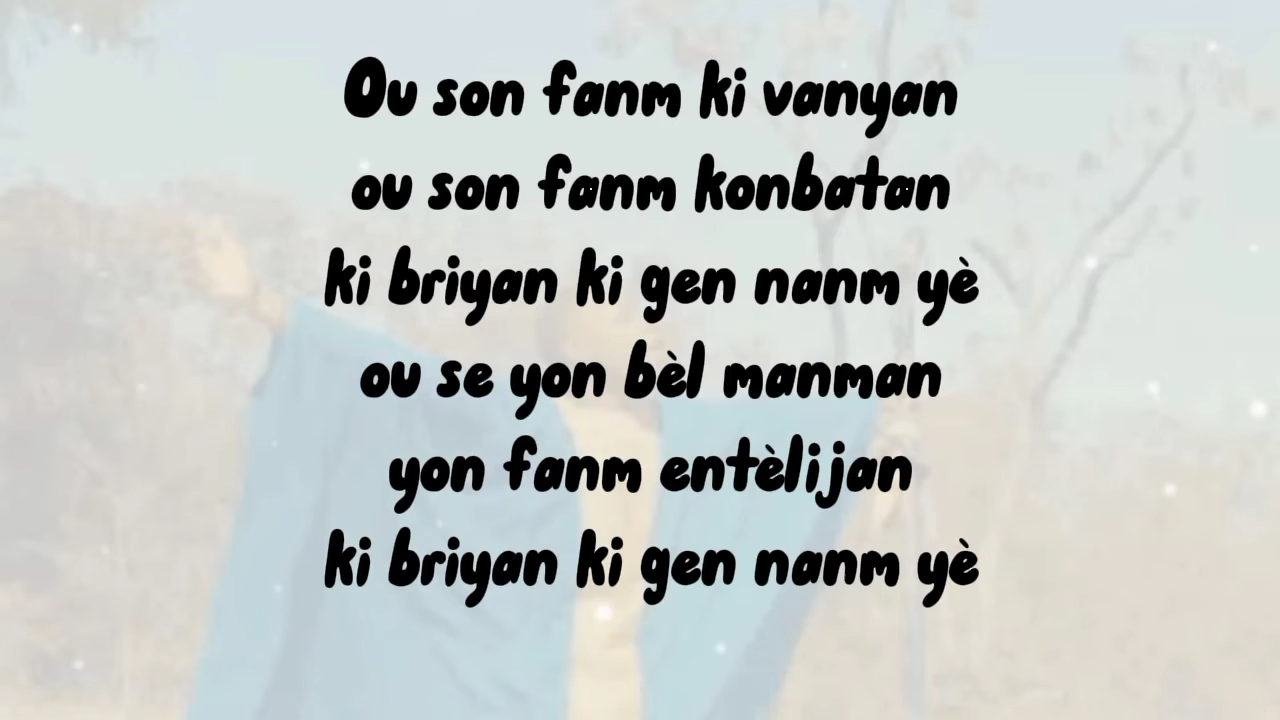 Ou son fanm ki vanyan
ou son fanm konbatan
ki briyan ki gen nanm yè
ou se yon bèl manman
yon fanm entèlijan
ki briyan ki gen nanm yè